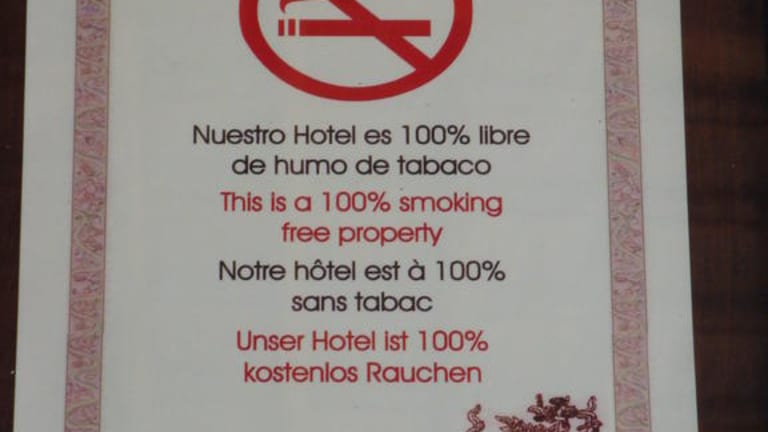 Nuestro Hotel es 100% libre
de humo de tabaco
This is a 100% smoking
free property
Notre hôtel est à 100%
sans tabac
Unser Hotel ist 100%
kostenlos Rauchen